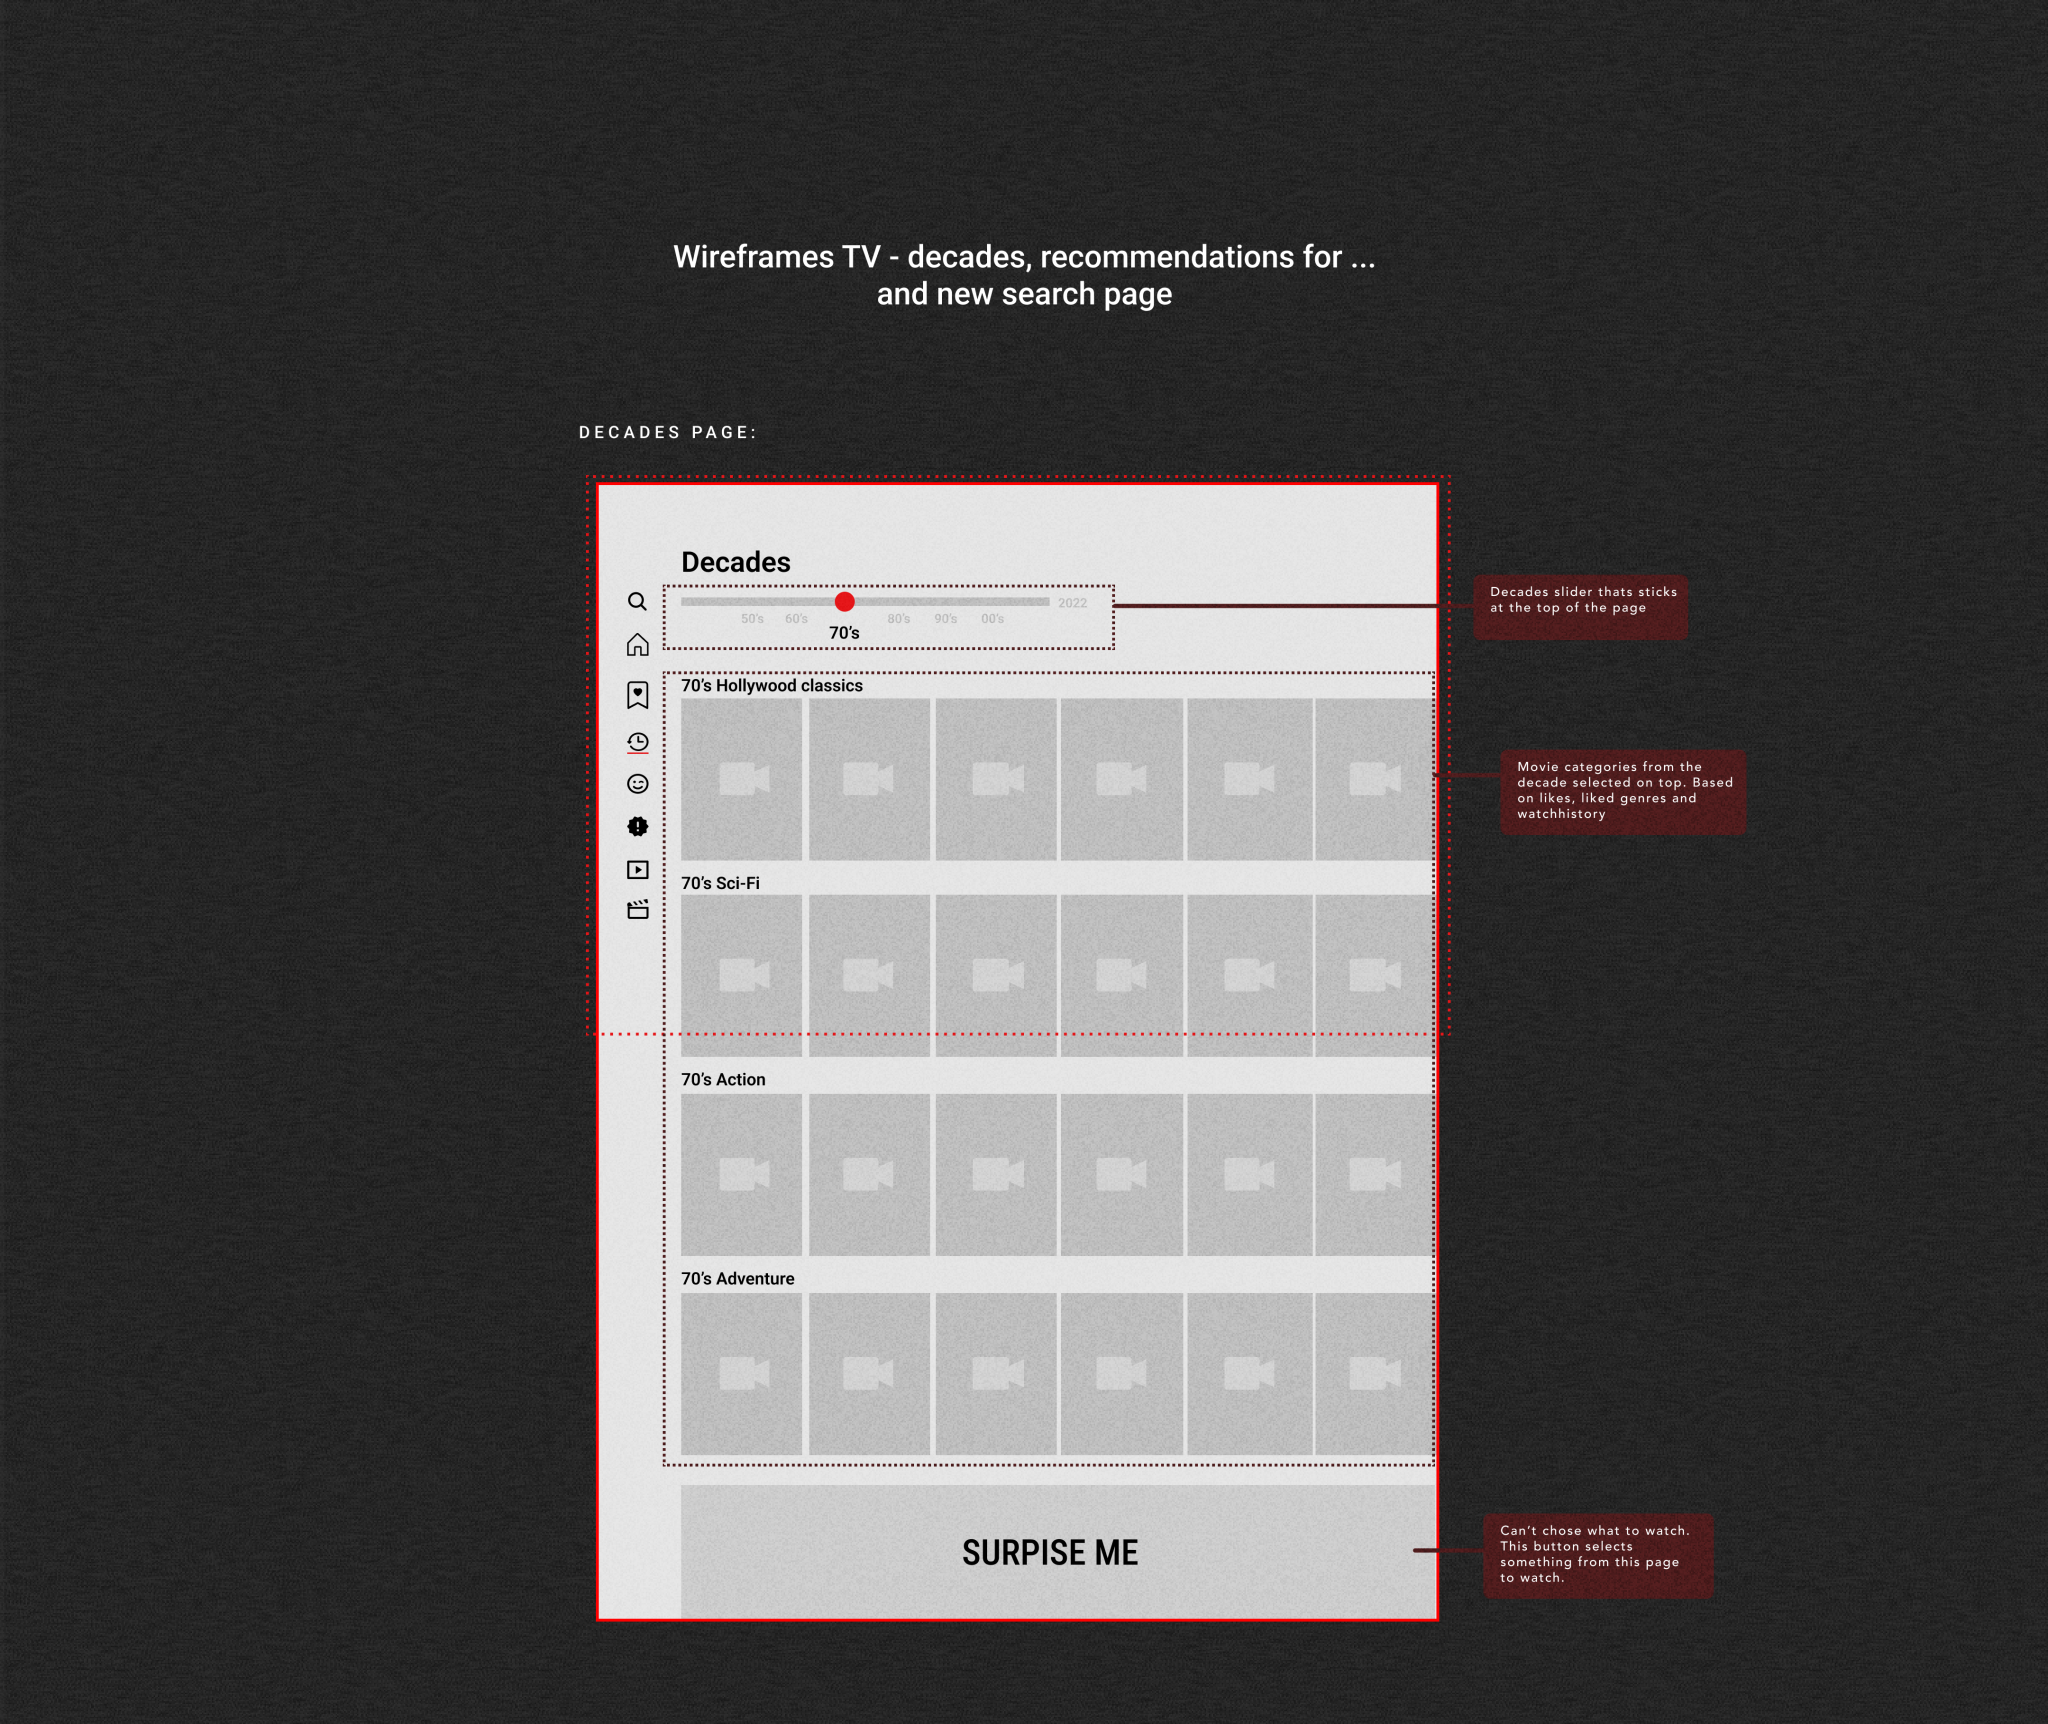 Wireframes TV - decades, recommendations for ...
and new search page
DECADES PAGE:
Decades
2022
50's 60's 80's 90's 00's
70's
Decades slider thats sticks
at the top of the page
70's Hollywood classics
Movie categories from the
decade selected on top. Based
on likes, liked genres and
watchhistory
70's Sci-Fi
70's Action
70's Adventure
SURPISE ME
Can't chose what to watch.
This button selects
something from this page
to watch.